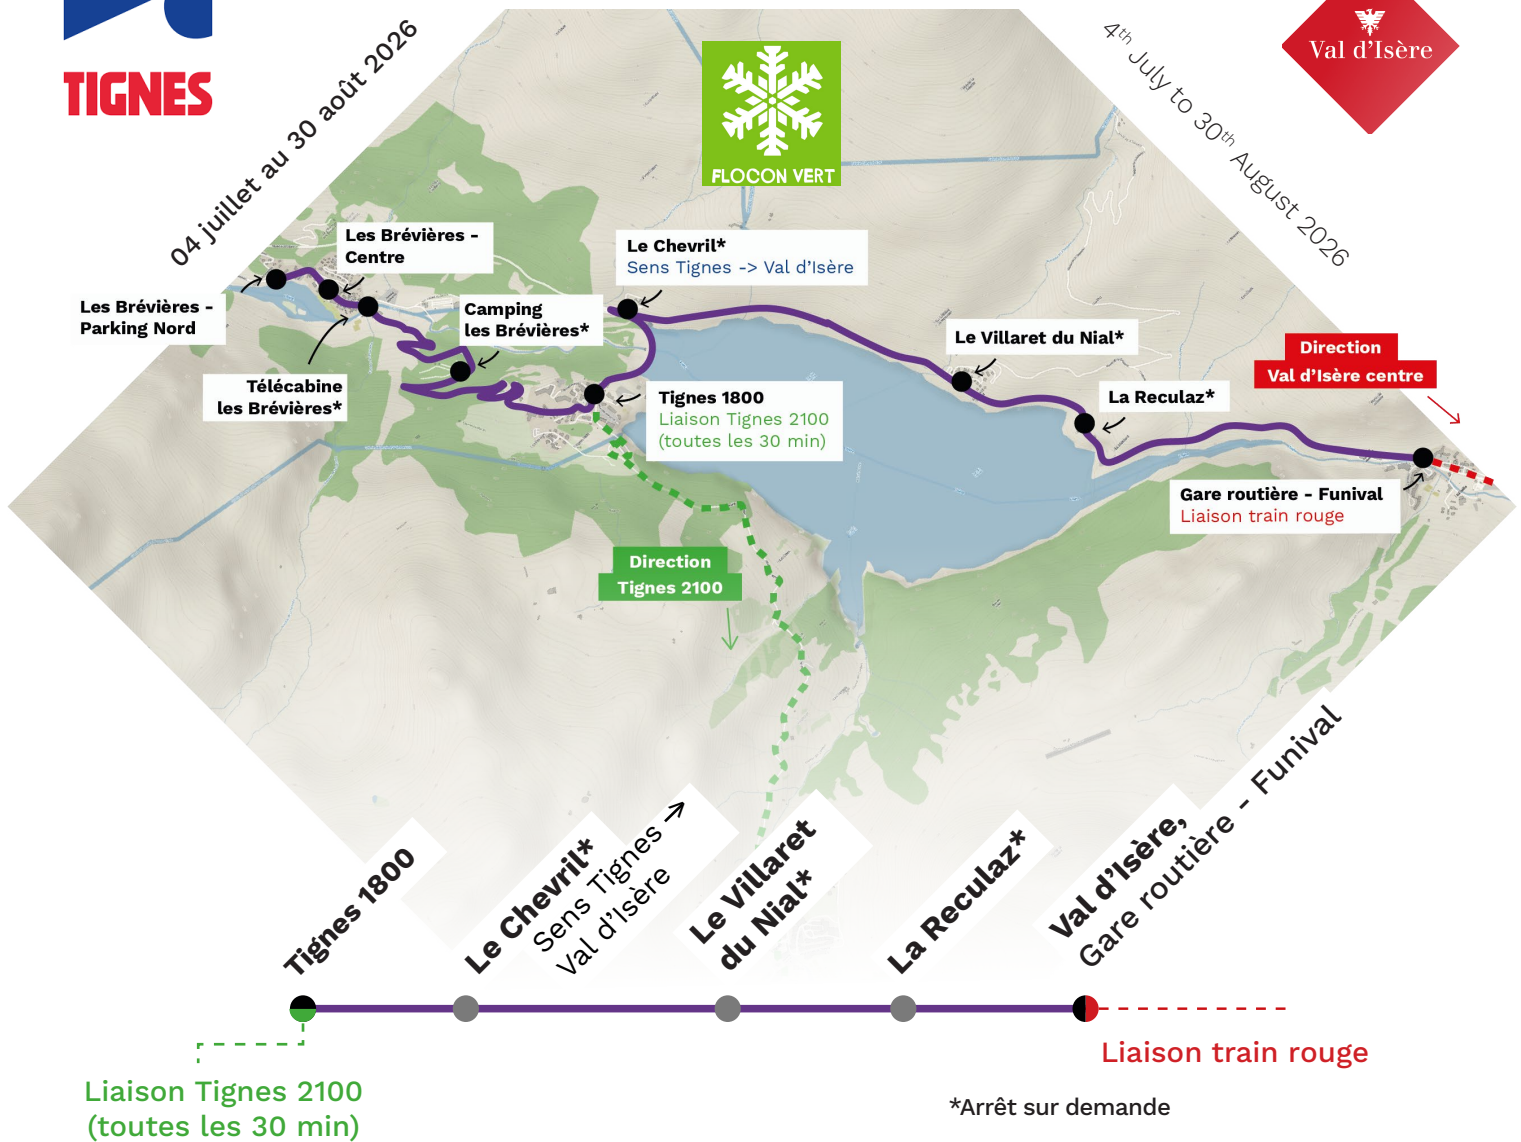 TIGNES
04 juillet au 30 août 2026
FLOCON VERT
4th July to 30th August 2026
Val d'Isère
Les Brévières -
Centre
Le Chevril*
Sens Tignes -> Val d'Isère
Les Brévières -
Parking Nord
Camping
les Brévières*
Le Villaret du Nial*
Direction
Val d'Isère centre
Télécabine
les Brévières*
Tignes 1800
Liaison Tignes 2100
(toutes les 30 min)
La Reculaz*
Gare routière - Funival
Liaison train rouge
Direction
Tignes 2100
Tignes 1800
Le Chevril*
Sens Tignes →
Val d'Isère
Le Villaret
du Nial*
La Reculaz*
Val d'Isère,
Gare routière - Funival
Liaison train rouge
Liaison Tignes 2100
(toutes les 30 min)
*Arrêt sur demande